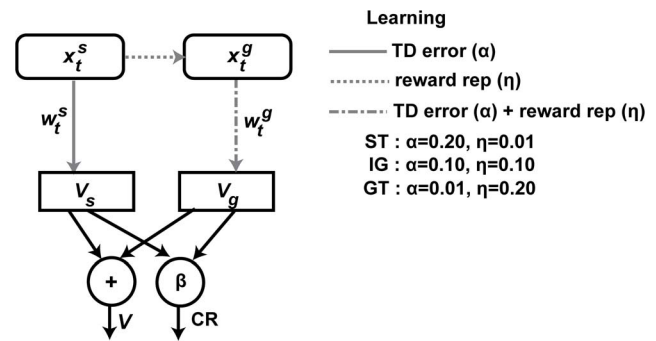 Learning
x_t^s
x_t^g
TD error (α)
reward rep (η)
w_t^s
w_t^g
TD error (α) + reward rep (η)
ST : α=0.20, η=0.01
IG : α=0.10, η=0.10
GT : α=0.01, η=0.20
V_s
V_g
+
β
V
CR